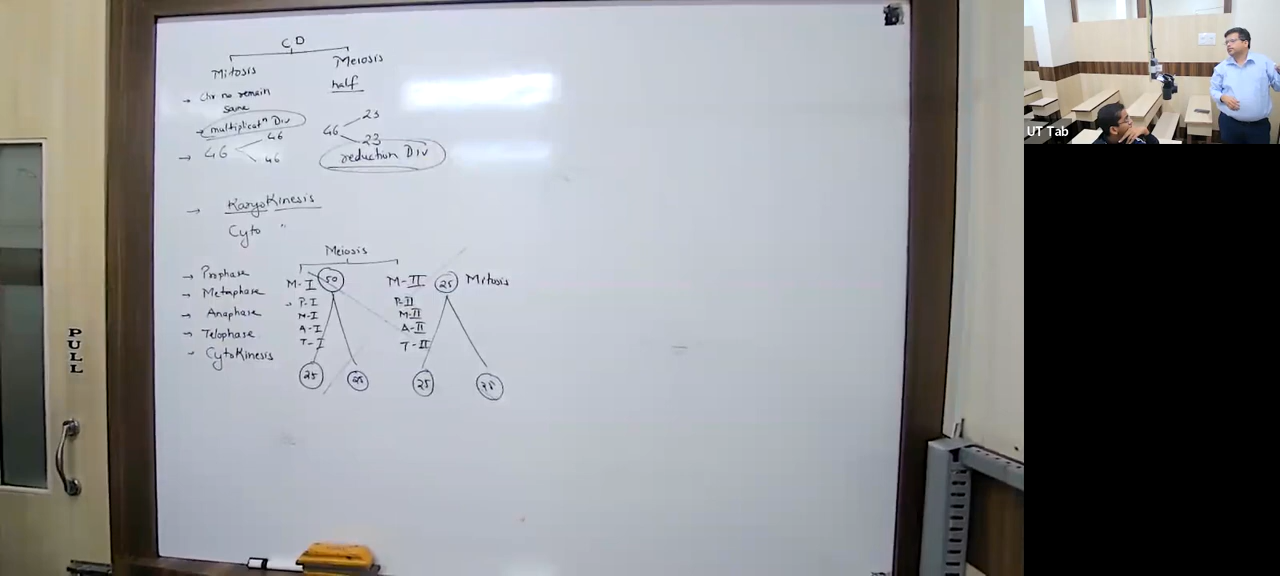 CD
Mitosis
Meiosis
→ Chr no remain
same
half
→ multiplicatⁿ Div
→ 46 46 46
46 23 23
reduction Div
→ KaryoKinesis
Cyto "
Meiosis
→ Prophase
→ Metaphase
→ Anaphase
→ Telophase
→ CytoKinesis
M-I 50
P-I
M-I
A-I
T-I
25 25
M-II 25 Mitosis
P-II
M-II
A-II
T-II
25 25
PULL
UT Tab